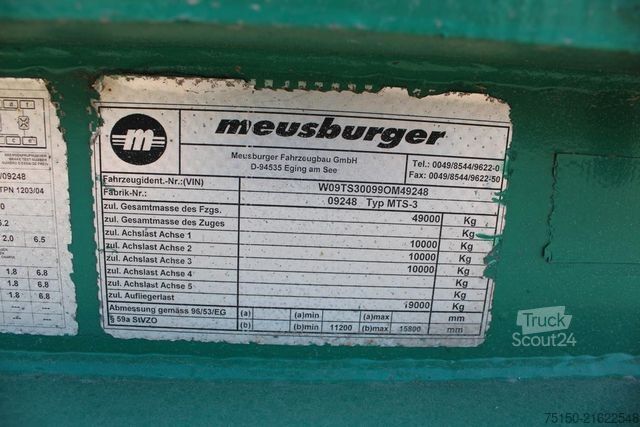 meusburger
Meusburger Fahrzeugbau GmbH
D-94535 Eging am See
Tel.: 0049/8544/9622-0
Fax: 0049/8544/9622-50
m
Fahrzeugident.-Nr.:(VIN) W09TS30099OM49248
Fabrik-Nr.: 09248 Typ MTS-3
zul. Gesamtmasse des Fzgs. 49000 Kg
zul. Gesamtmasse des Zuges Kg
zul. Achslast Achse 1 10000 Kg
zul. Achslast Achse 2 10000 Kg
zul. Achslast Achse 3 10000 Kg
zul. Achslast Achse 4 Kg
zul. Achslast Achse 5 Kg
zul. Aufliegerlast 19000 Kg
Abmessung gemäss 96/53/EG (a) (a)min (a)max mm
§ 59a StVZO (b) (b)min 11200 (b)max 15800 mm
/09248
TPN 1203/04
2.0 6.5
1.8 6.8
1.8 6.8
1.8 6.8
Truck
Scout24
75150-21622548